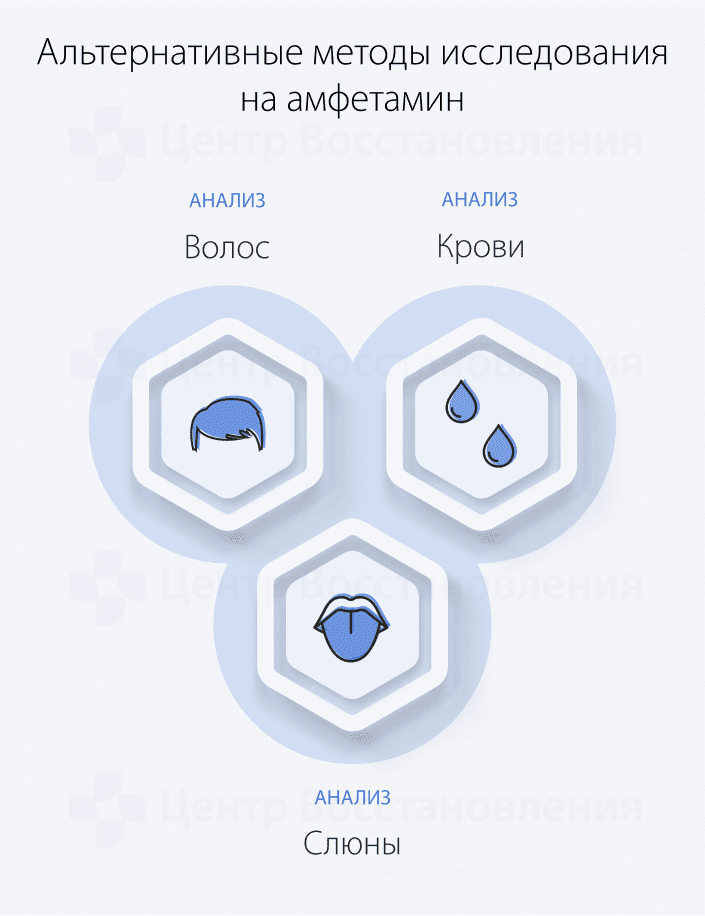 Альтернативные методы исследования
на амфетамин
Центр Восстановления
АНАЛИЗ АНАЛИЗ
Волос Крови
Центр Восстановления
Центр Восстановления
АНАЛИЗ
Центр Восстановления
Слюны